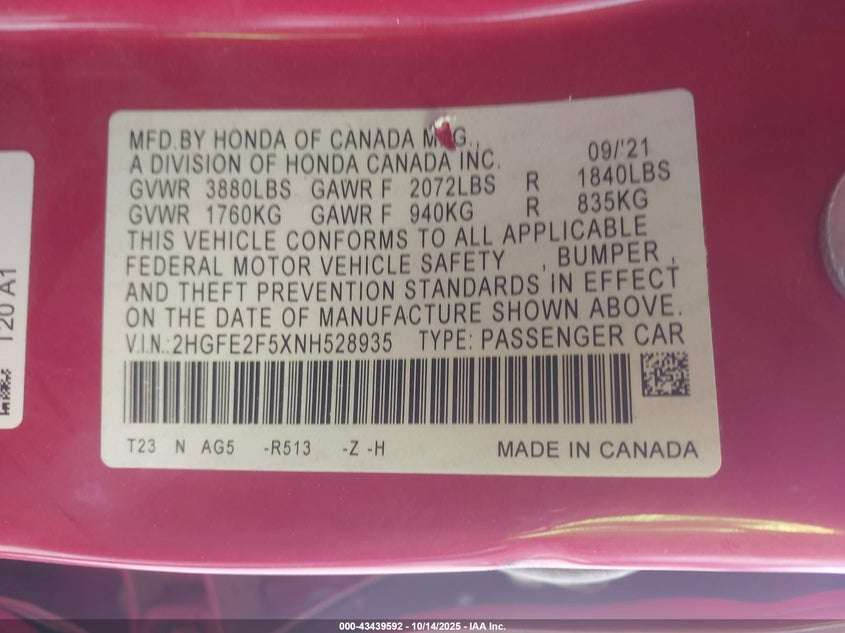 MFD.BY HONDA OF CANADA M G.,
A DIVISION OF HONDA CANADA INC. 09/'21
GVWR 3880LBS GAWR F 2072LBS R 1840LBS
GVWR 1760KG GAWR F 940KG R 835KG
THIS VEHICLE CONFORMS TO ALL APPLICABLE
FEDERAL MOTOR VEHICLE SAFETY , BUMPER ,
AND THEFT PREVENTION STANDARDS IN EFFECT
ON THE DATE OF MANUFACTURE SHOWN ABOVE.
V.I.N.:2HGFE2F5XNH528935 TYPE: PASSENGER CAR
T23 N AG5 -R513 -Z -H MADE IN CANADA
T20 A1
000-43439592 - 10/14/2025 - IAA Inc.